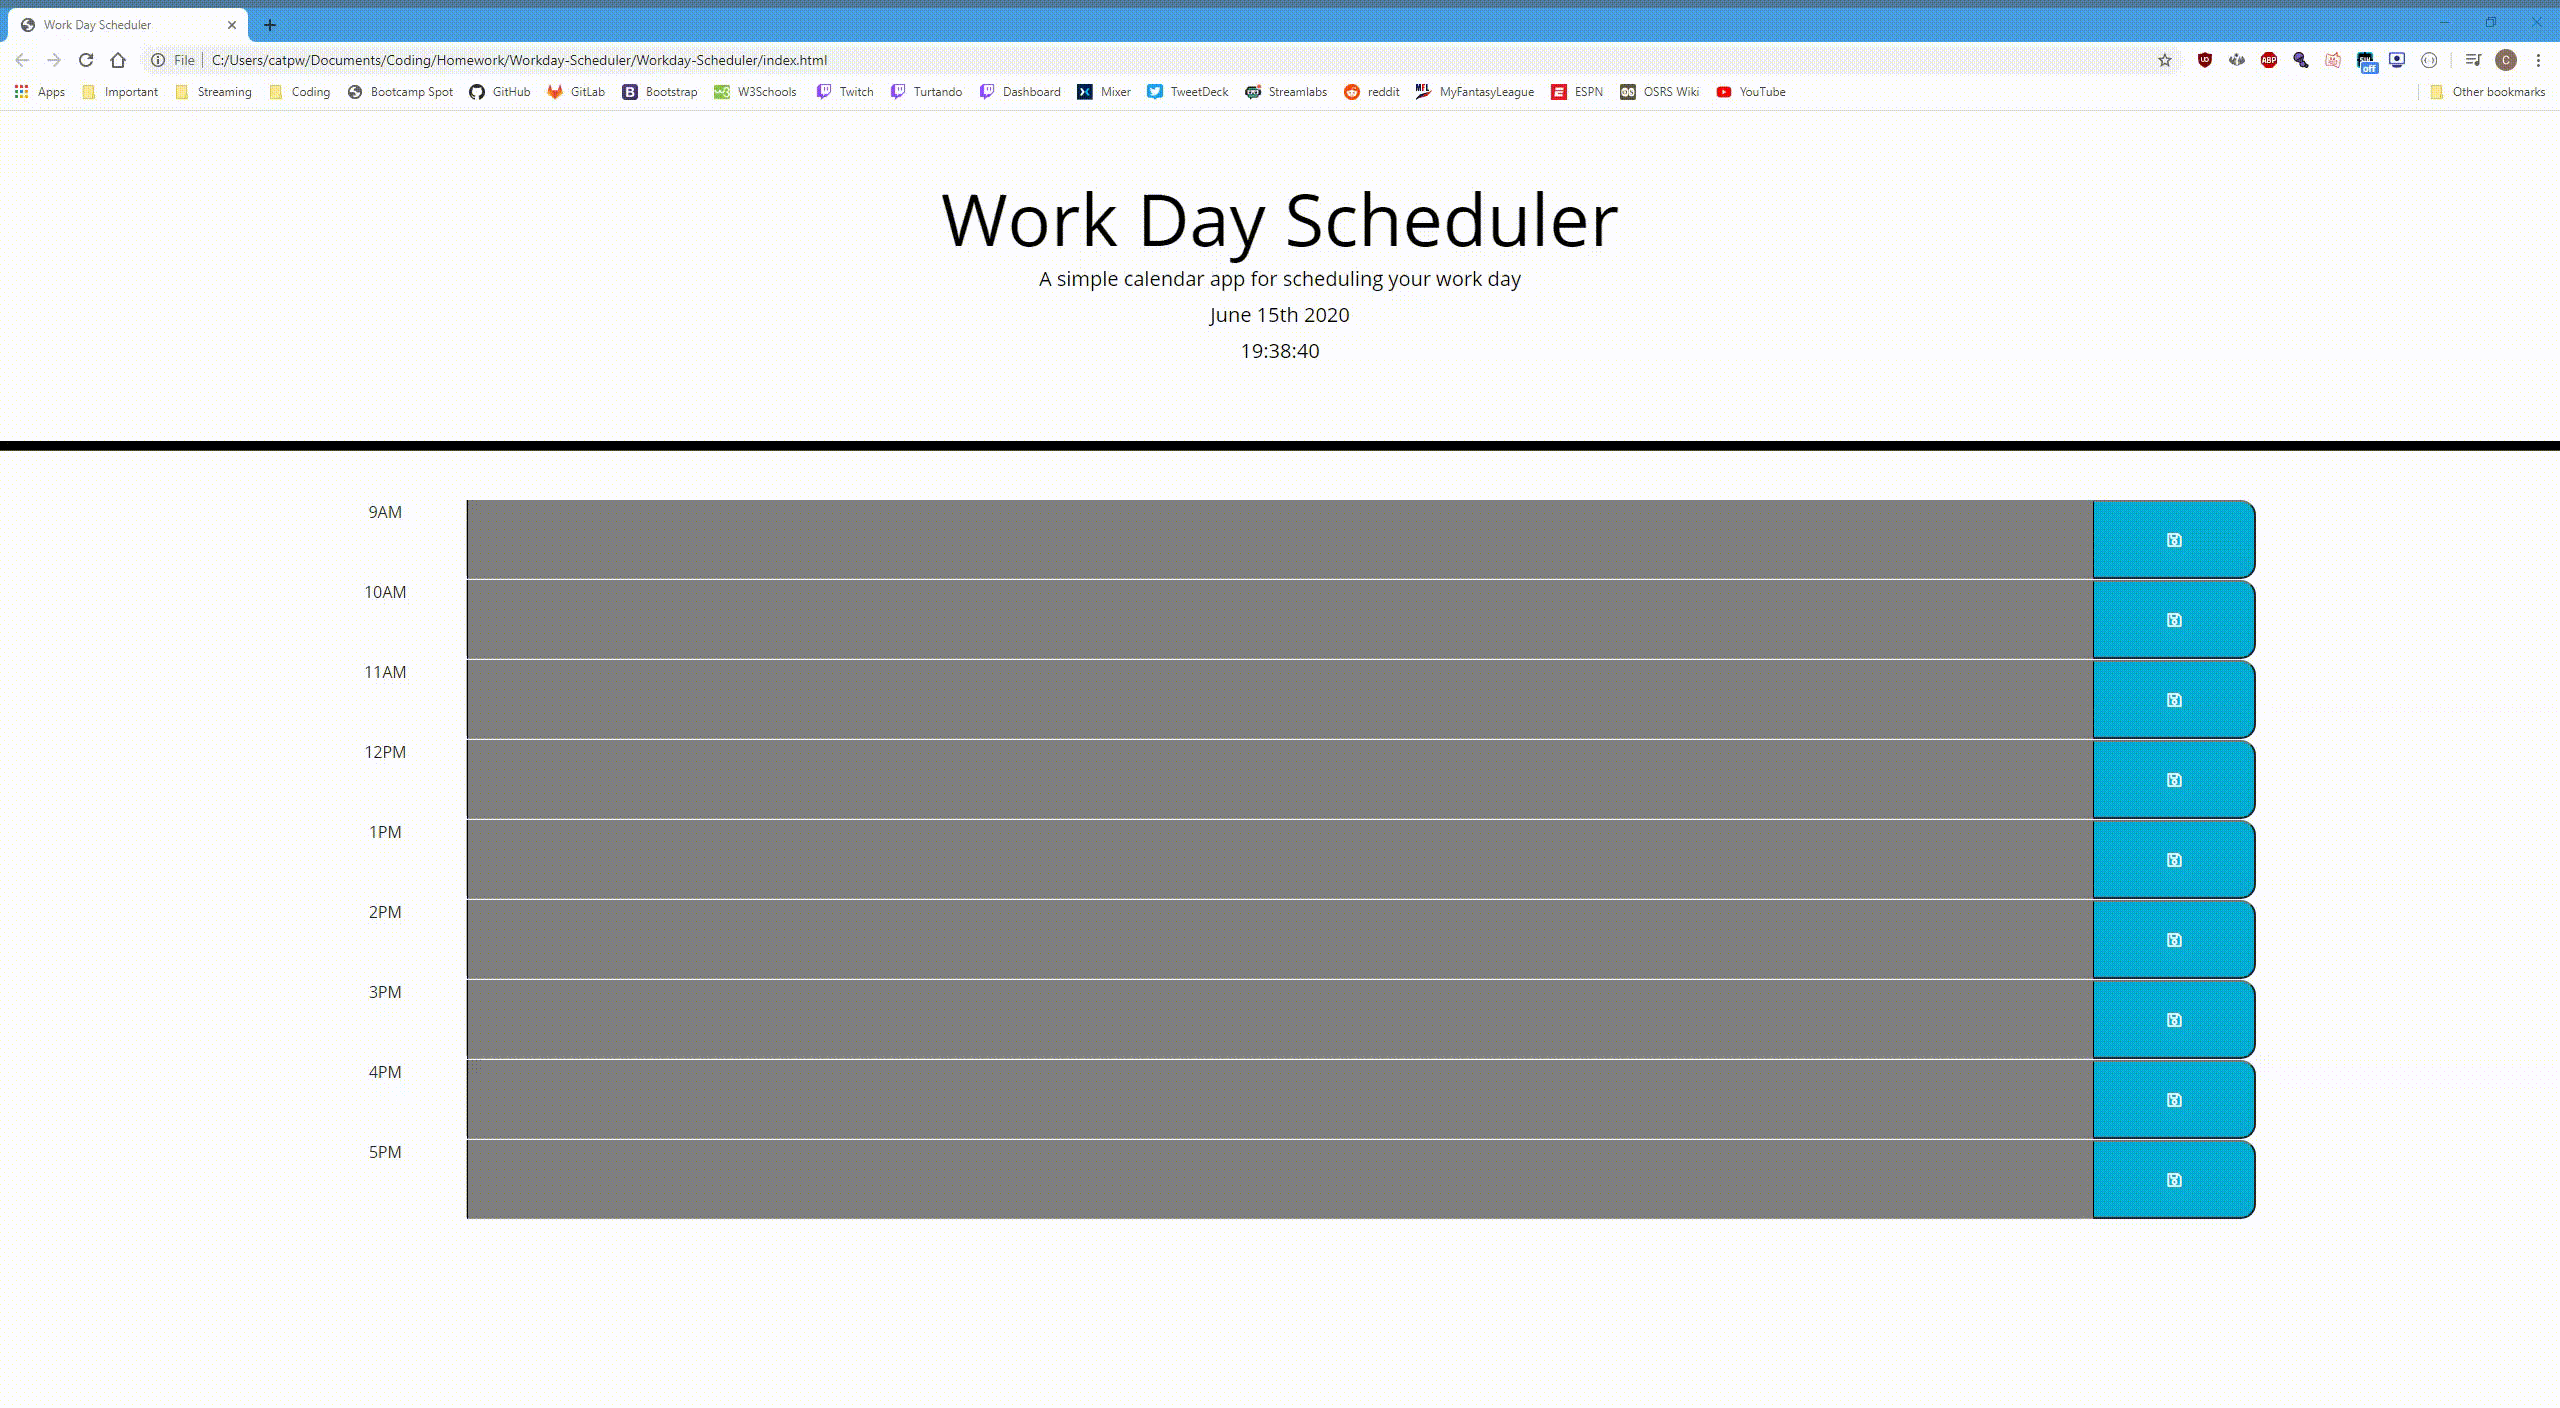 Work Day Scheduler
File C:/Users/catpw/Documents/Coding/Homework/Workday-Scheduler/Workday-Scheduler/index.html
ABP
off
C
Apps Important Streaming Coding Bootcamp Spot GitHub GitLab Bootstrap W3Schools Twitch Turtando Dashboard Mixer TweetDeck Streamlabs reddit MyFantasyLeague ESPN OSRS Wiki YouTube Other bookmarks
Work Day Scheduler
A simple calendar app for scheduling your work day
June 15th 2020
19:38:40
9AM
10AM
11AM
12PM
1PM
2PM
3PM
4PM
5PM